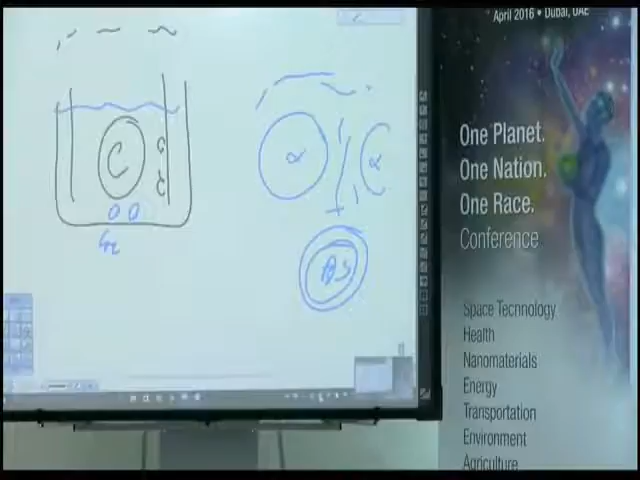 April 2016 • Dubai, UAE
One Planet.
One Nation.
One Race.
Conference
Space Technology
Health
Nanomaterials
Energy
Transportation
Environment
Agriculture
C
α
α